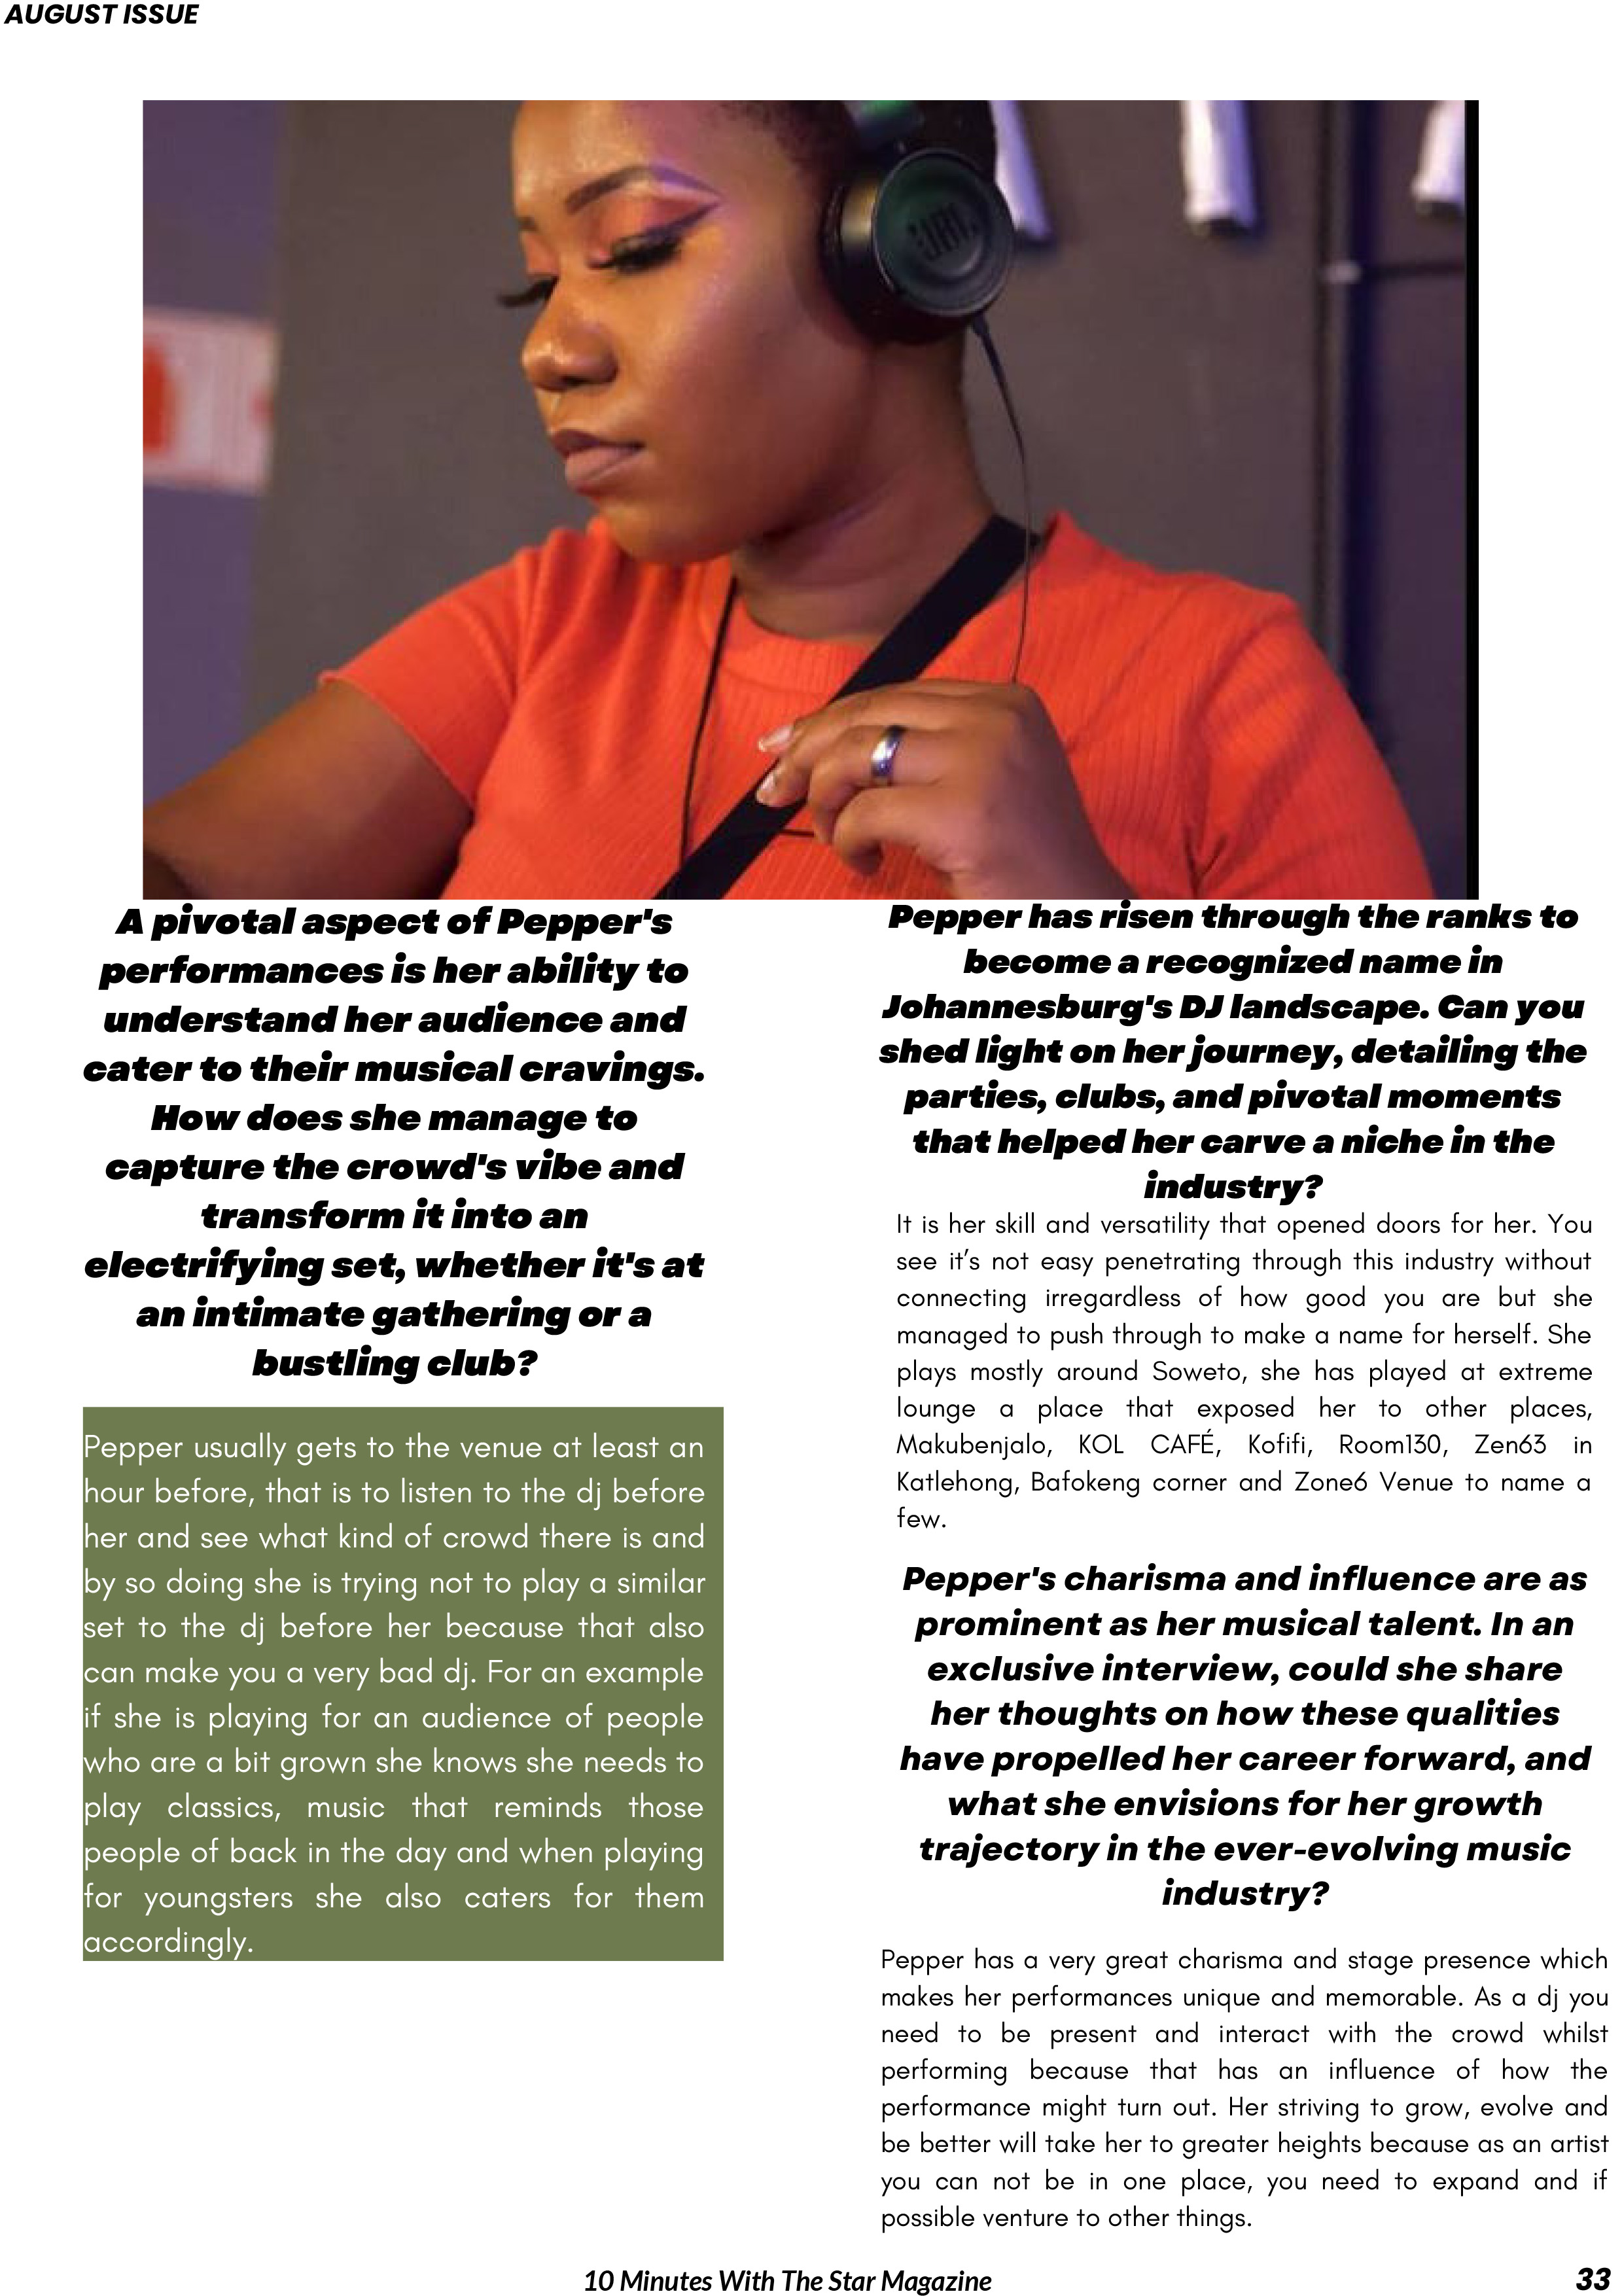 AUGUST ISSUE
JBL
A pivotal aspect of Pepper's
performances is her ability to
understand her audience and
cater to their musical cravings.
How does she manage to
capture the crowd's vibe and
transform it into an
electrifying set, whether it's at
an intimate gathering or a
bustling club?
Pepper usually gets to the venue at least an
hour before, that is to listen to the dj before
her and see what kind of crowd there is and
by so doing she is trying not to play a similar
set to the dj before her because that also
can make you a very bad dj. For an example
if she is playing for an audience of people
who are a bit grown she knows she needs to
play classics, music that reminds those
people of back in the day and when playing
for youngsters she also caters for them
accordingly.
Pepper has risen through the ranks to
become a recognized name in
Johannesburg's DJ landscape. Can you
shed light on her journey, detailing the
parties, clubs, and pivotal moments
that helped her carve a niche in the
industry?
It is her skill and versatility that opened doors for her. You
see it’s not easy penetrating through this industry without
connecting irregardless of how good you are but she
managed to push through to make a name for herself. She
plays mostly around Soweto, she has played at extreme
lounge a place that exposed her to other places,
Makubenjalo, KOL CAFÉ, Kofifi, Room130, Zen63 in
Katlehong, Bafokeng corner and Zone6 Venue to name a
few.
Pepper's charisma and influence are as
prominent as her musical talent. In an
exclusive interview, could she share
her thoughts on how these qualities
have propelled her career forward, and
what she envisions for her growth
trajectory in the ever-evolving music
industry?
Pepper has a very great charisma and stage presence which
makes her performances unique and memorable. As a dj you
need to be present and interact with the crowd whilst
performing because that has an influence of how the
performance might turn out. Her striving to grow, evolve and
be better will take her to greater heights because as an artist
you can not be in one place, you need to expand and if
possible venture to other things.
10 Minutes With The Star Magazine
33